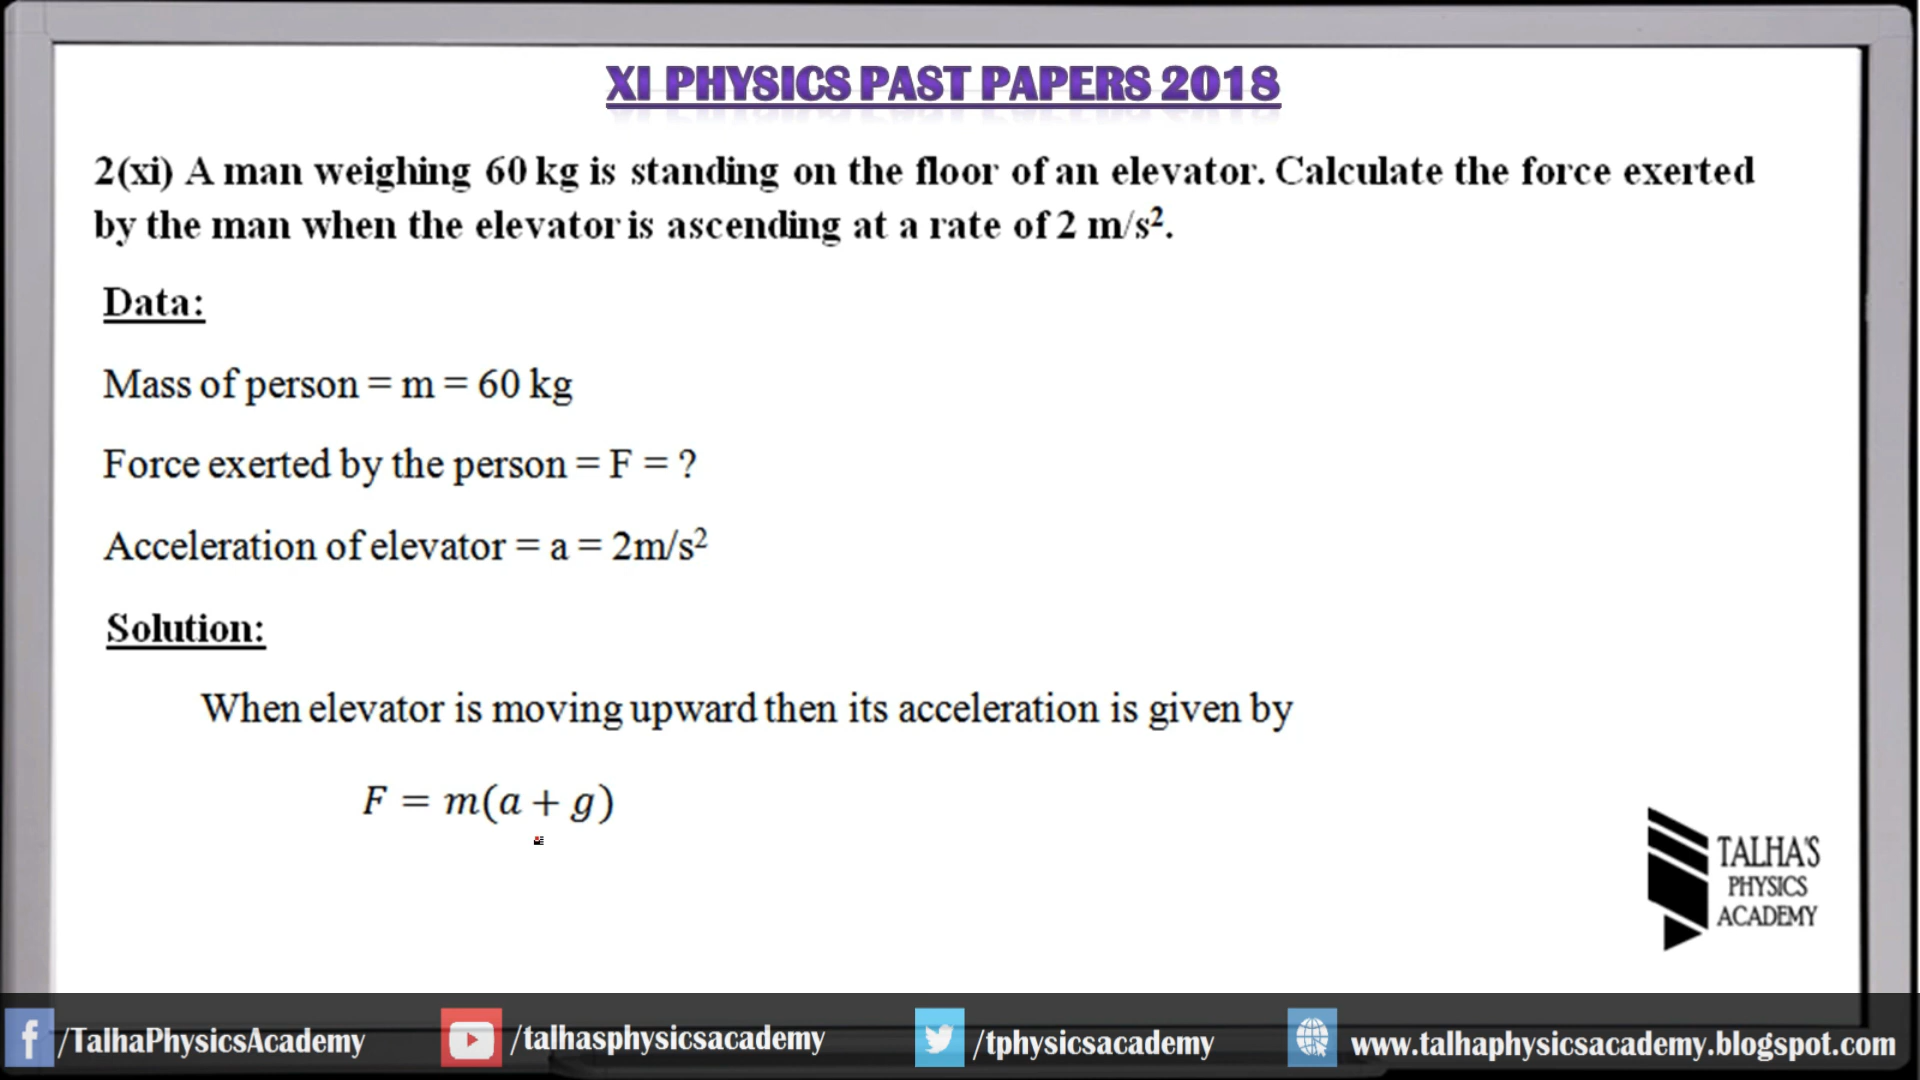 XI PHYSICS PAST PAPERS 2018
2(xi) A man weighing 60 kg is standing on the floor of an elevator. Calculate the force exerted
by the man when the elevator is ascending at a rate of 2 m/s².
Data:
Mass of person = m = 60 kg
Force exerted by the person = F = ?
Acceleration of elevator = a = 2m/s²
Solution:
When elevator is moving upward then its acceleration is given by
F = m(a + g)
TALHA'S
PHYSICS
ACADEMY
/TalhaPhysicsAcademy
/talhasphysicsacademy
/tphysicsacademy
www.talhaphysicsacademy.blogspot.com